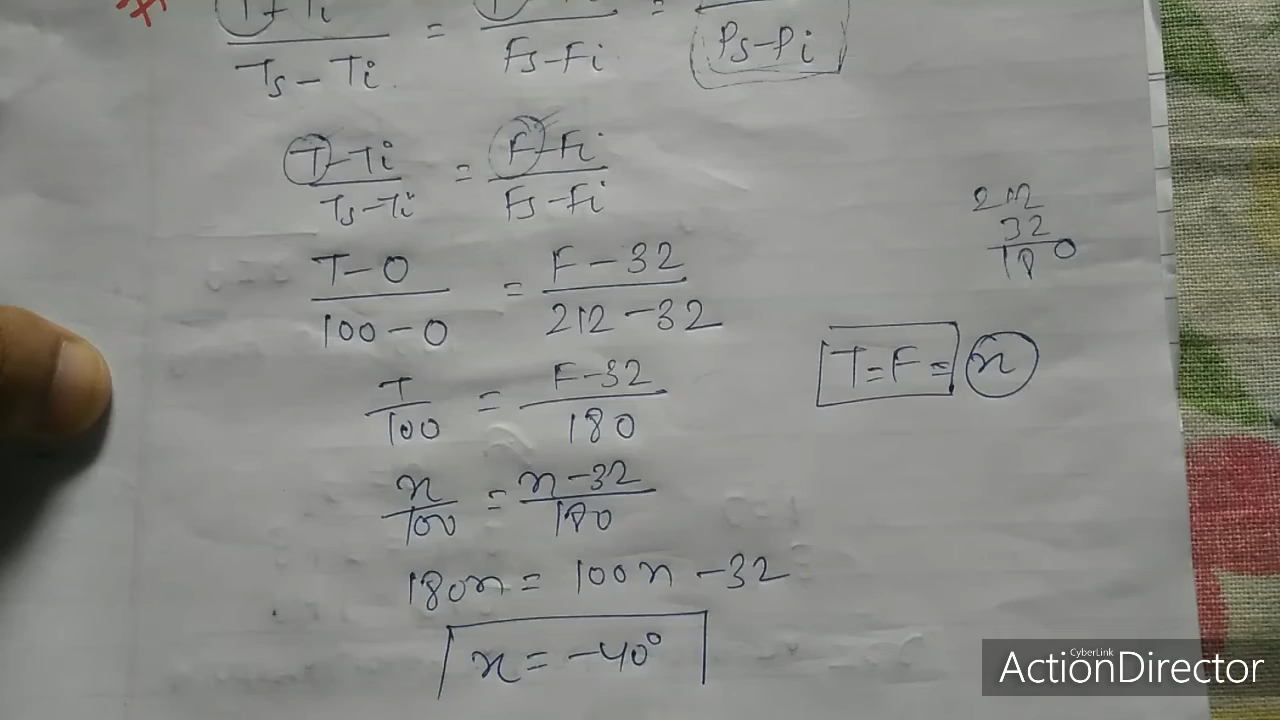 T-Ti / Ts-Ti = / Fs-Fi = / Ps-Pi
T-Ti / Ts-Ti = F-Fi / Fs-Fi
T-0 / 100-0 = F-32 / 212-32
T / 100 = F-32 / 180
x / 100 = x-32 / 180
180x = 100x -32
x = -40°
212
32
180
T=F=x
CyberLink
ActionDirector